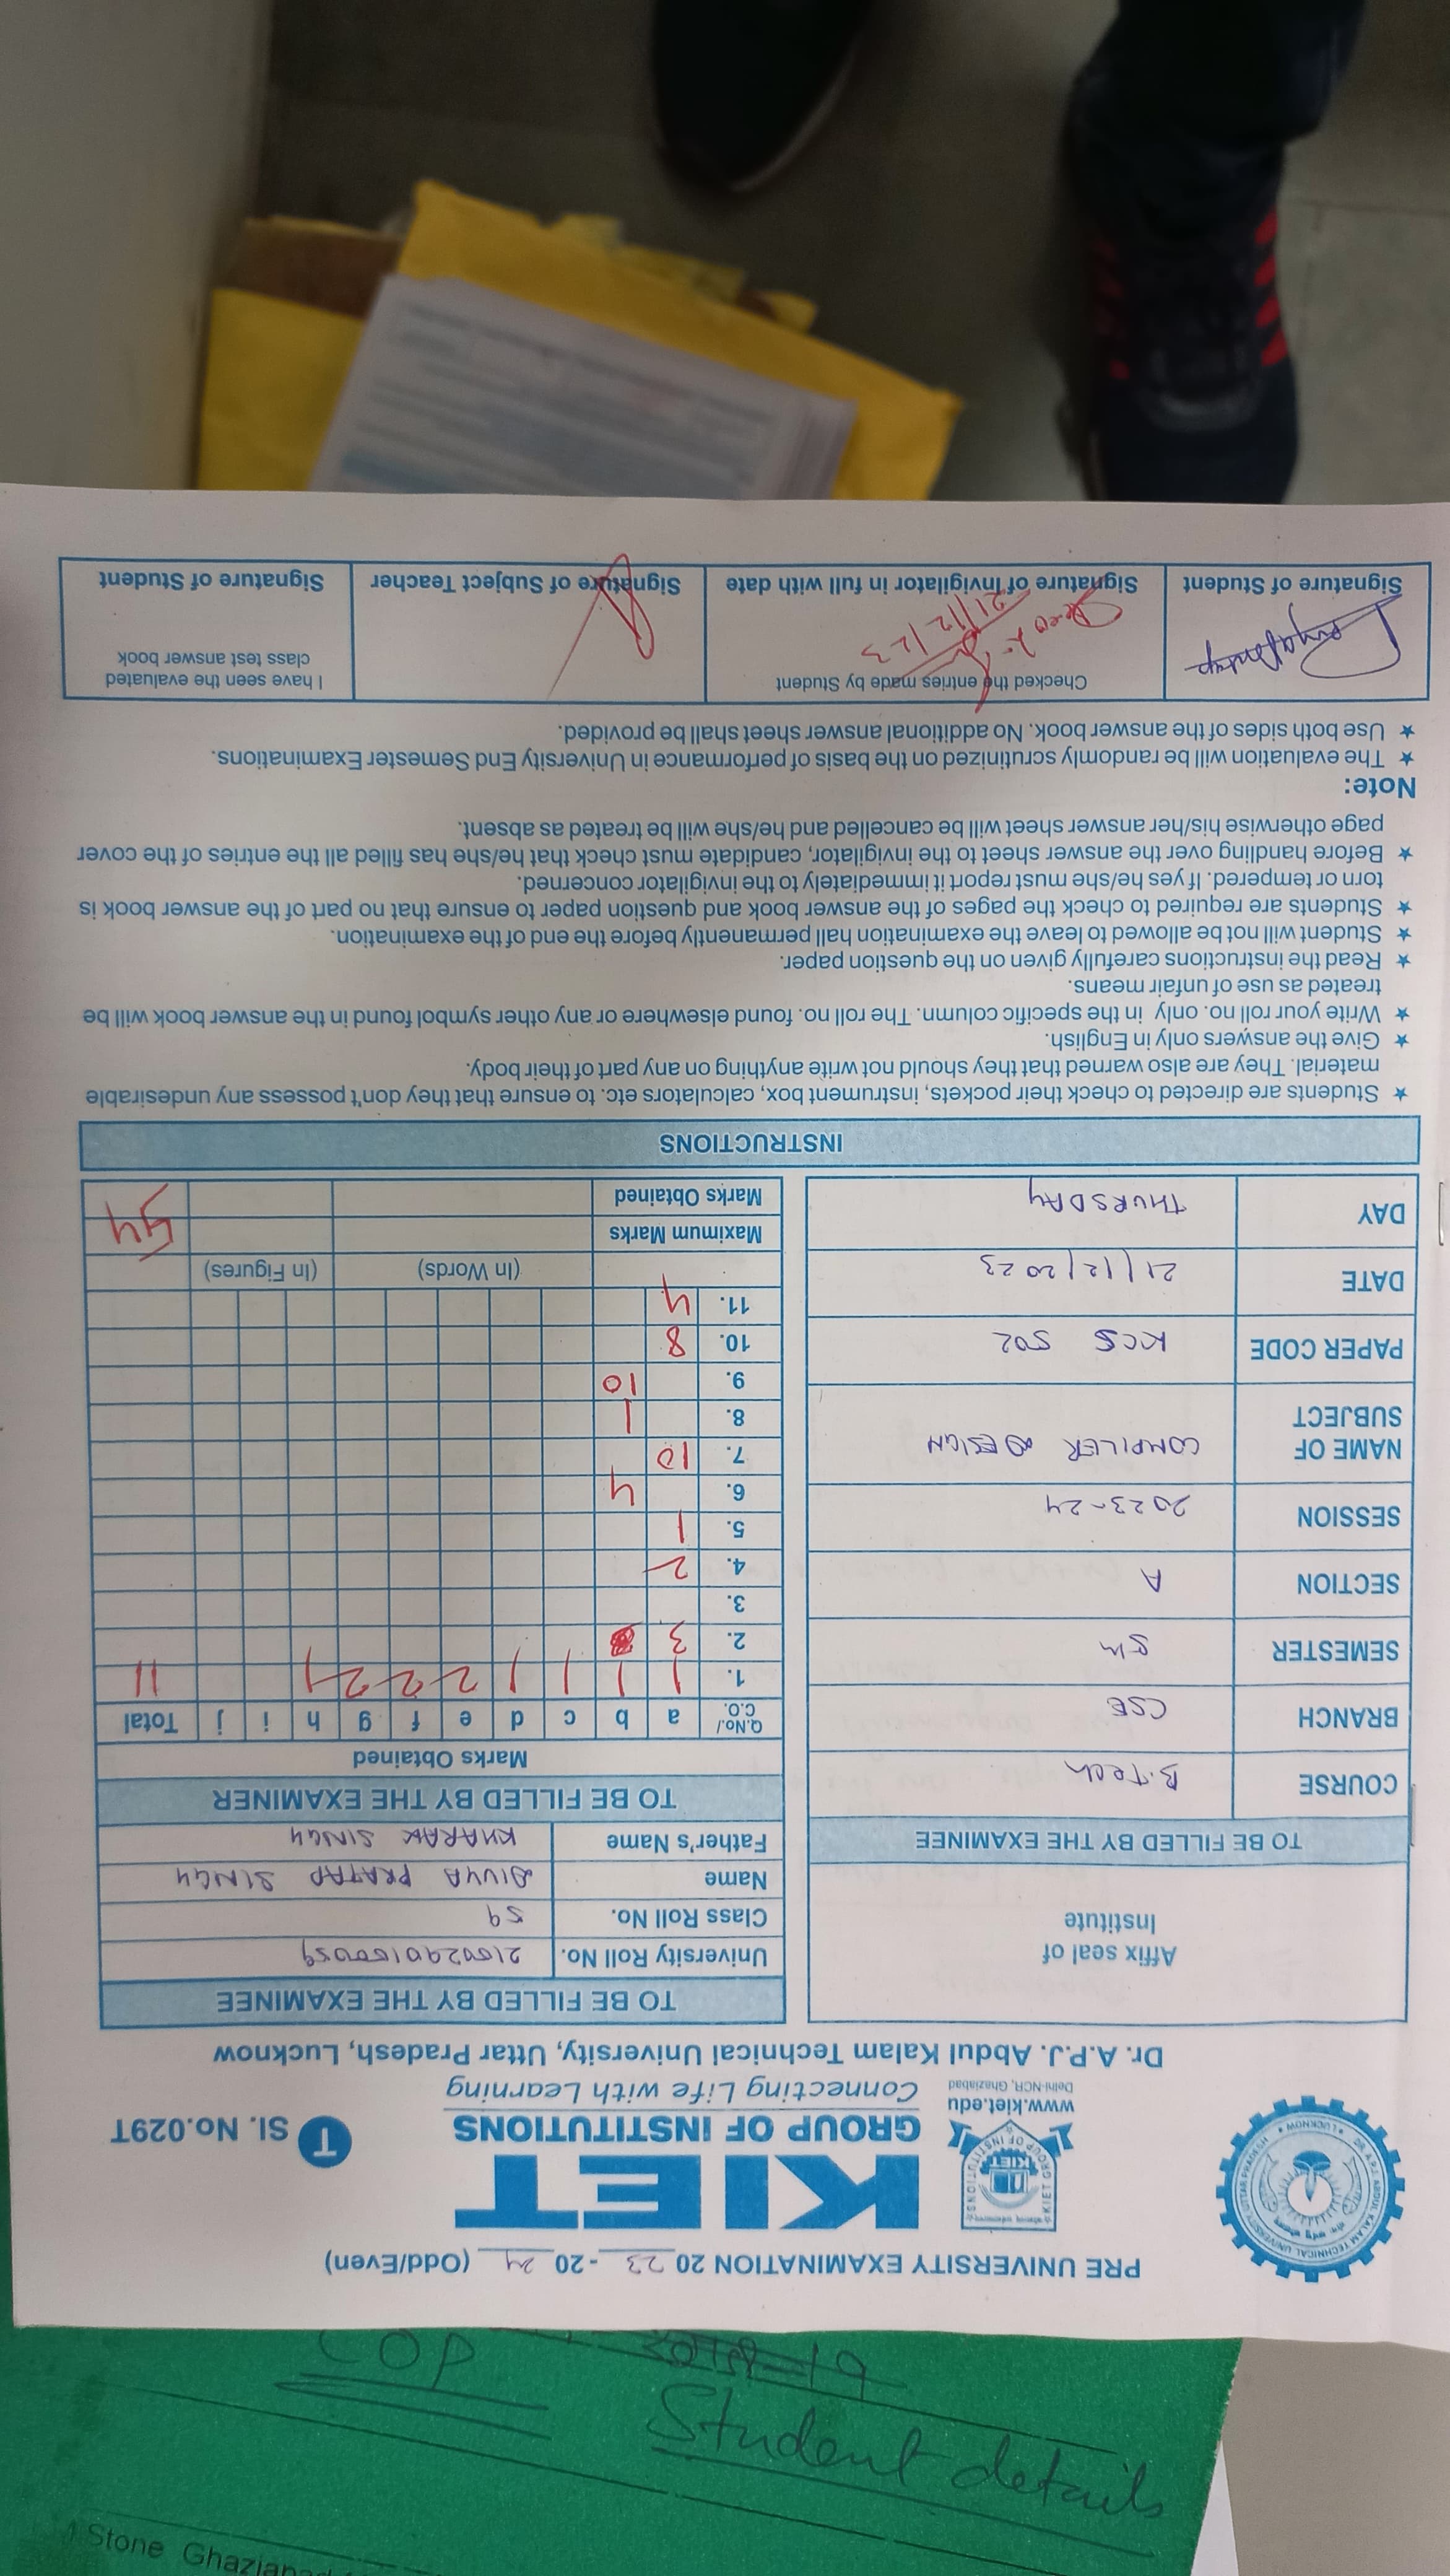 PRE UNIVERSITY EXAMINATION 2023-2024 (Odd/Even)
KIET
GROUP OF INSTITUTIONS
Connecting Life with Learning
www.kiet.edu
Delhi-NCR, Ghaziabad
T Sl. No.029T
Dr. A.P.J. Abdul Kalam Technical University, Uttar Pradesh, Lucknow
Affix seal of
Institute
TO BE FILLED BY THE EXAMINEE
COURSE B.Tech
BRANCH CSE
SEMESTER 5th
SECTION A
SESSION 2023-24
NAME OF SUBJECT COMPILER DESIGN
PAPER CODE KCS 502
DATE 21/12/2023
DAY THURSDAY
TO BE FILLED BY THE EXAMINEE
University Roll No. 2100290100059
Class Roll No. 59
Name DIVYA PRATAP SINGH
Father's Name KHARAK SINGH
TO BE FILLED BY THE EXAMINER
Marks Obtained
Q.No./C.O. a b c d e f g h i j Total
1. 1 1 1 1 2 2 2 1 11
2. 3
3.
4. 2
5. 1
6. 4
7. 10
8. 1
9. 10
10. 8
11. 4
(In Words) (In Figures)
Maximum Marks
Marks Obtained 54
INSTRUCTIONS
★ Students are directed to check their pockets, instrument box, calculators etc. to ensure that they don't possess any undesirable
material. They are also warned that they should not write anything on any part of their body.
★ Give the answers only in English.
★ Write your roll no. only in the specific column. The roll no. found elsewhere or any other symbol found in the answer book will be
treated as use of unfair means.
★ Read the instructions carefully given on the question paper.
★ Student will not be allowed to leave the examination hall permanently before the end of the examination.
★ Students are required to check the pages of the answer book and question paper to ensure that no part of the answer book is
torn or tempered. If yes he/she must report it immediately to the invigilator concerned.
★ Before handling over the answer sheet to the invigilator, candidate must check that he/she has filled all the entries of the cover
page otherwise his/her answer sheet will be cancelled and he/she will be treated as absent.
Note:
★ The evaluation will be randomly scrutinized on the basis of performance in University End Semester Examinations.
★ Use both sides of the answer book. No additional answer sheet shall be provided.
Checked the entries made by Student
21/12/23
I have seen the evaluated
class test answer book
Signature of Student
Signature of Invigilator in full with date
Signature of Subject Teacher
Signature of Student
COP
Student detail